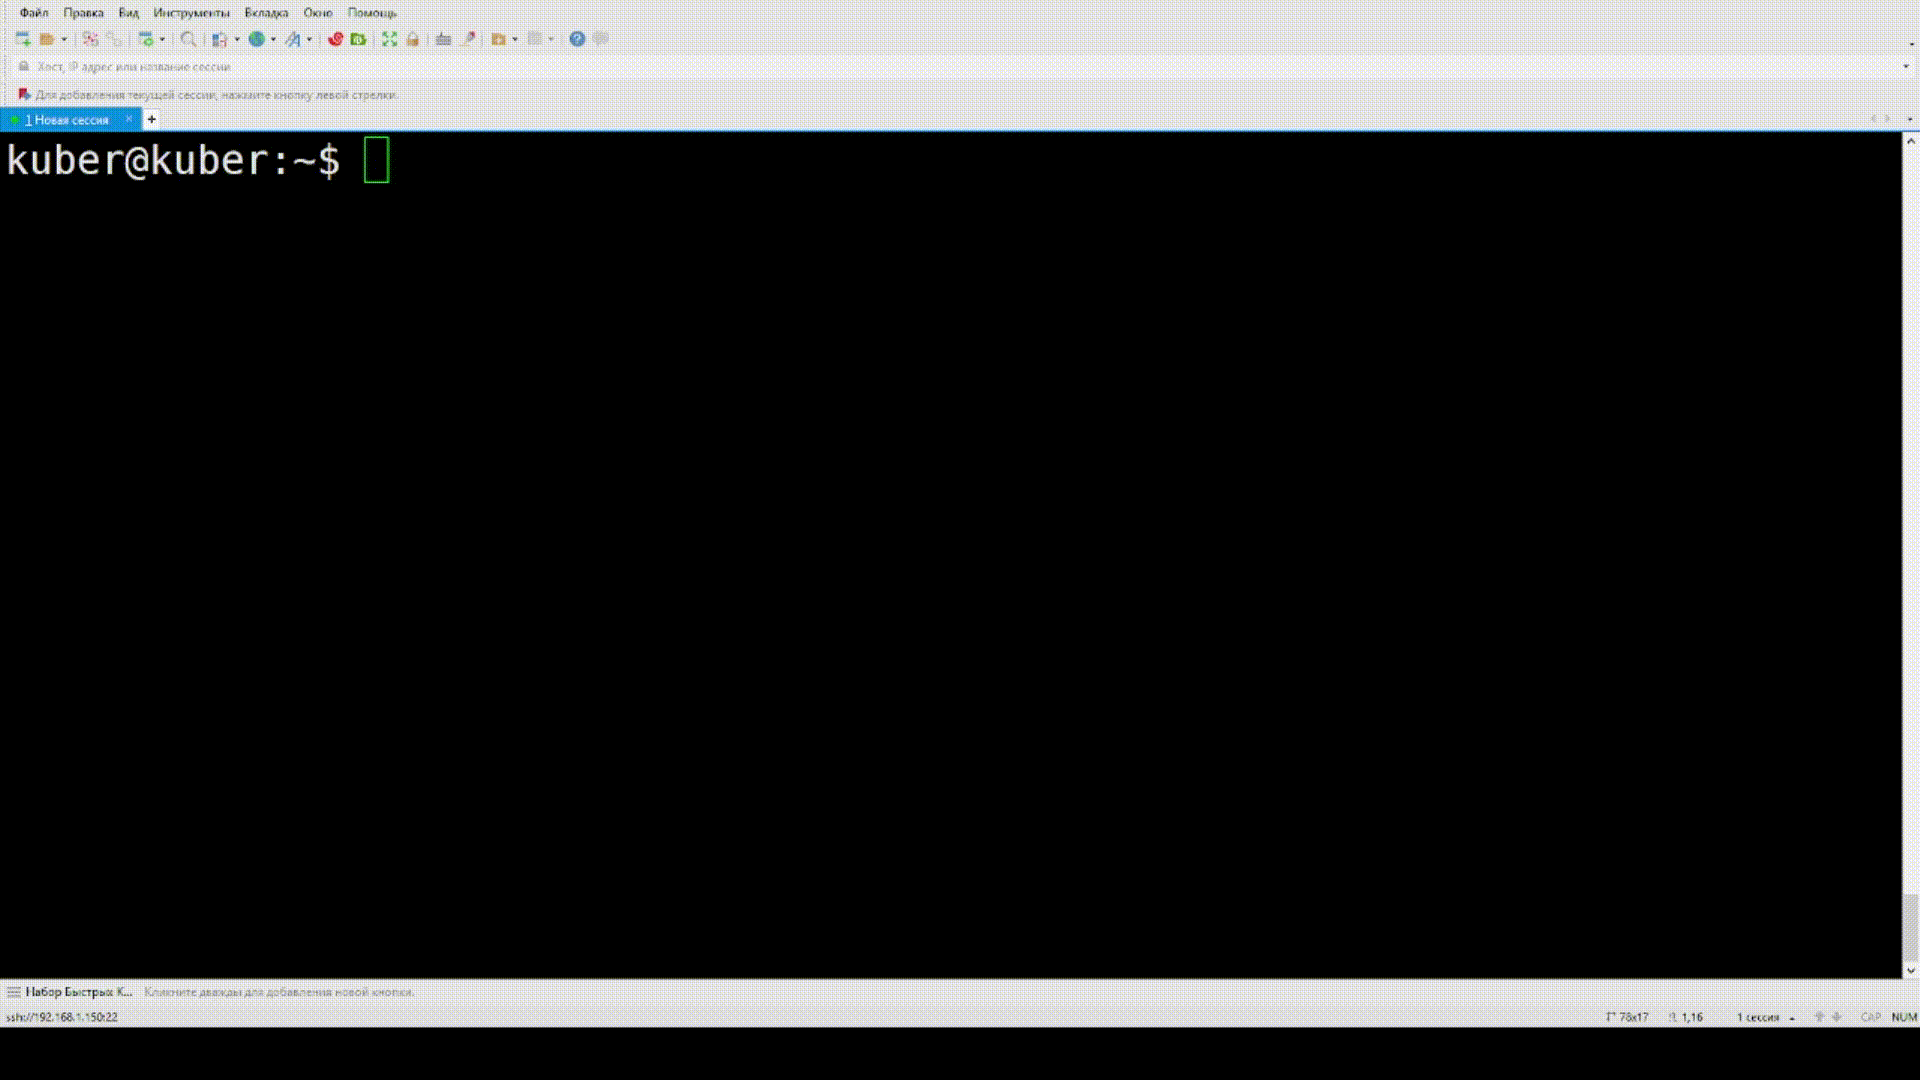 Файл Правка Вид Инструменты Вкладка Окно Помощь
Хост, IP адрес или название сессии
Для добавления текущей сессии, нажмите кнопку левой стрелки.
1 Новая сессия × +
kuber@kuber:~$
Набор Быстрых К... Кликните дважды для добавления новой кнопки.
ssh://192.168.1.150:22 78x17 1,16 1 сессия CAP NUM